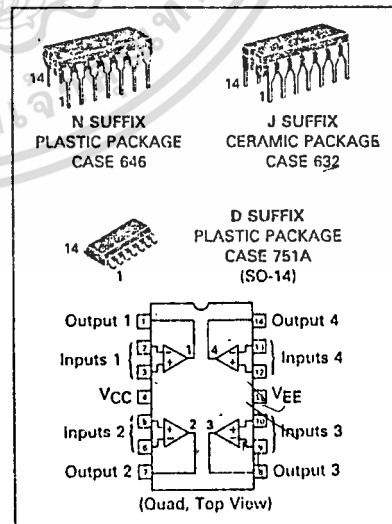 14
1
N SUFFIX
PLASTIC PACKAGE
CASE 646
14
1
J SUFFIX
CERAMIC PACKAGE
CASE 632
14
1
D SUFFIX
PLASTIC PACKAGE
CASE 751A
(SO-14)
Output 1 1 14 Output 4
Inputs 1 2 3 1 4 13 12 Inputs 4
VCC 4 11 VEE
Inputs 2 5 6 2 3 10 9 Inputs 3
Output 2 7 8 Output 3
(Quad, Top View)